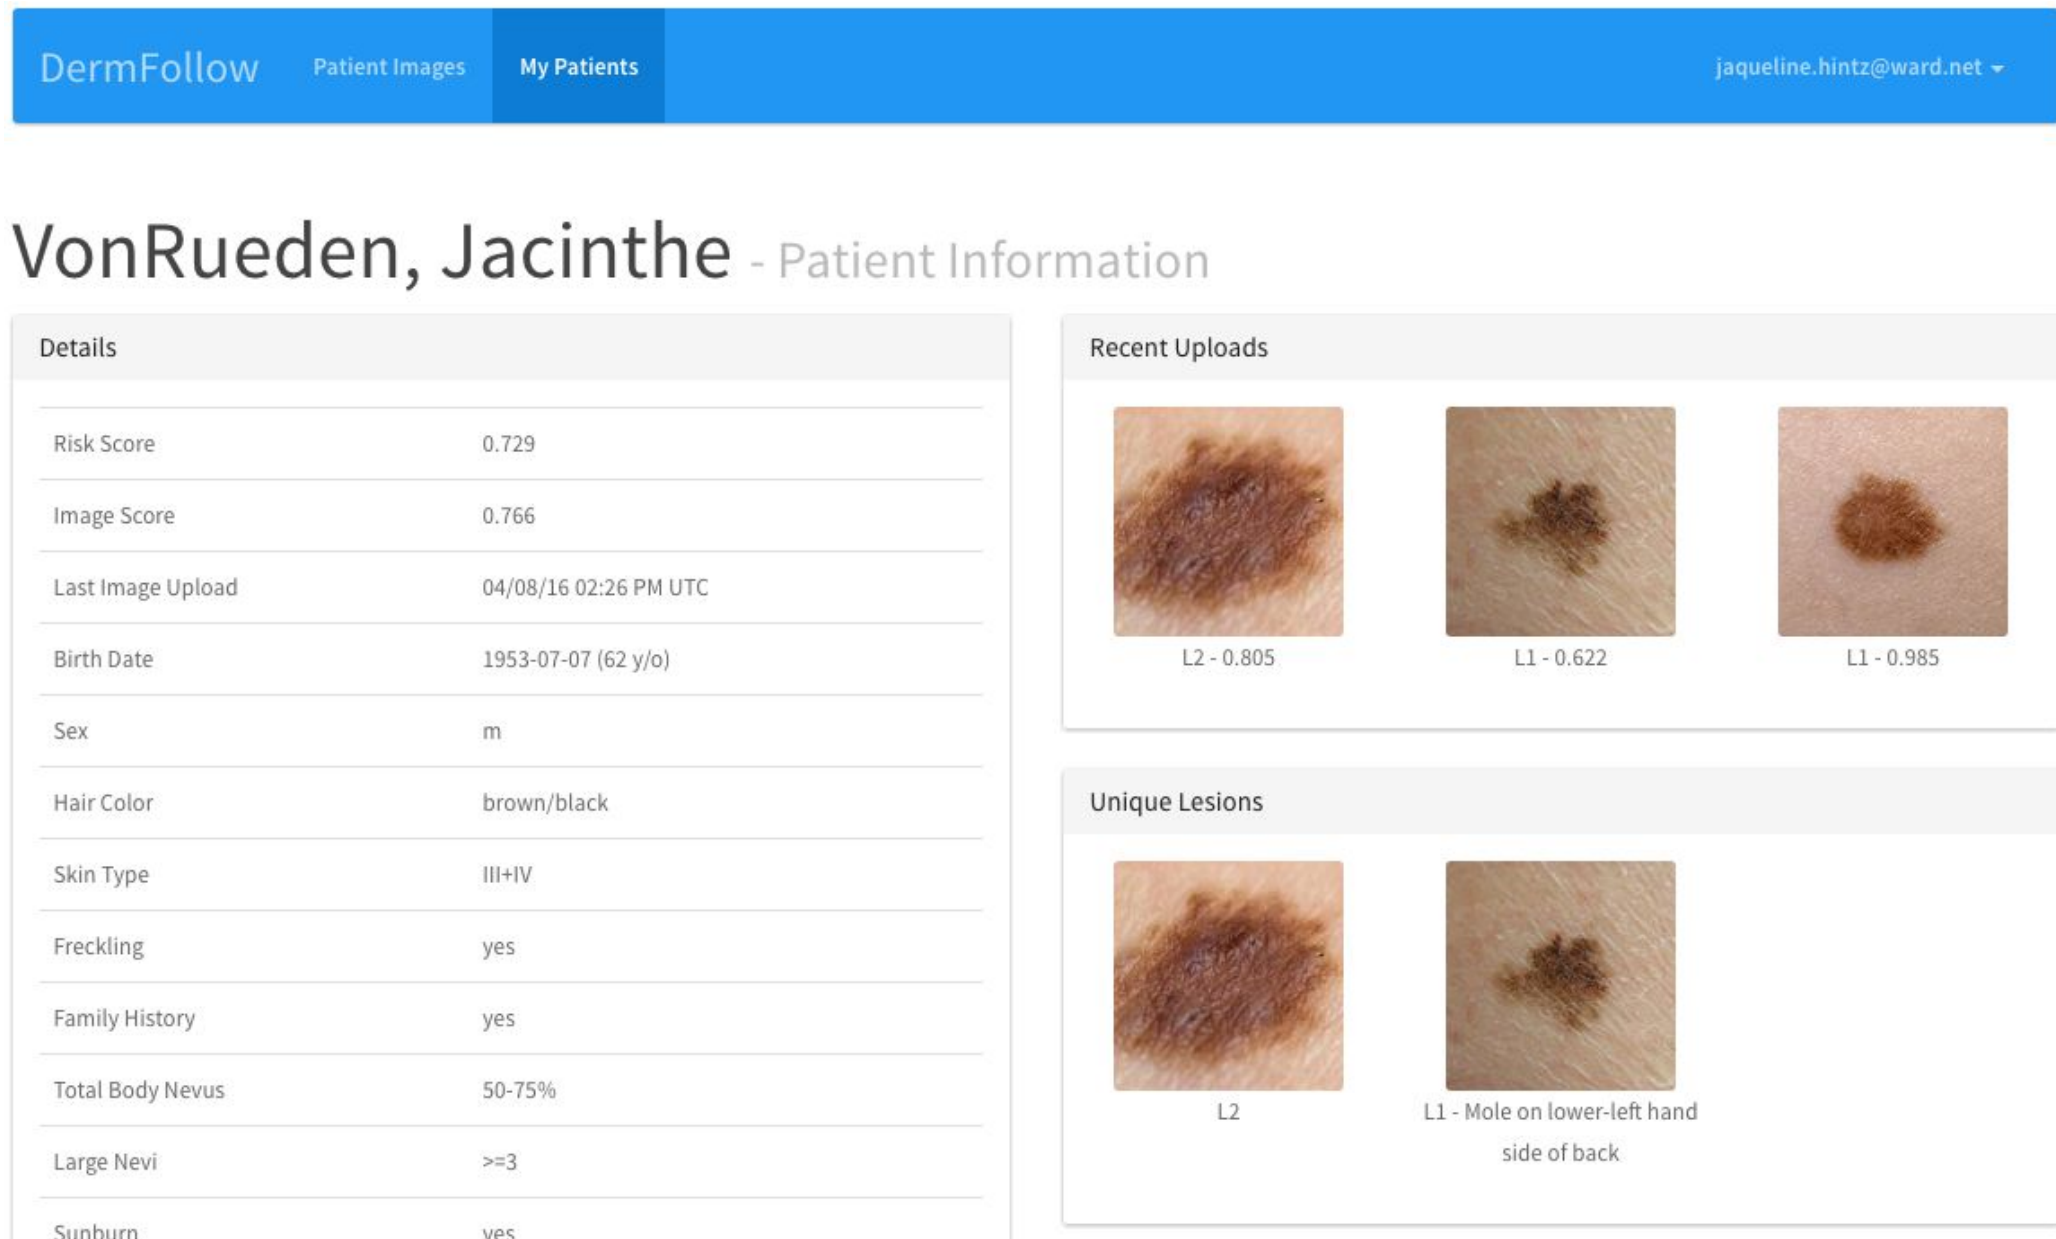 DermFollow Patient Images My Patients jaqueline.hintz@ward.net
VonRueden, Jacinthe - Patient Information
Details
Risk Score 0.729
Image Score 0.766
Last Image Upload 04/08/16 02:26 PM UTC
Birth Date 1953-07-07 (62 y/o)
Sex m
Hair Color brown/black
Skin Type III+IV
Freckling yes
Family History yes
Total Body Nevus 50-75%
Large Nevi >=3
Sunburn yes
Recent Uploads
L2 - 0.805 L1 - 0.622 L1 - 0.985
Unique Lesions
L2
L1 - Mole on lower-left hand
side of back